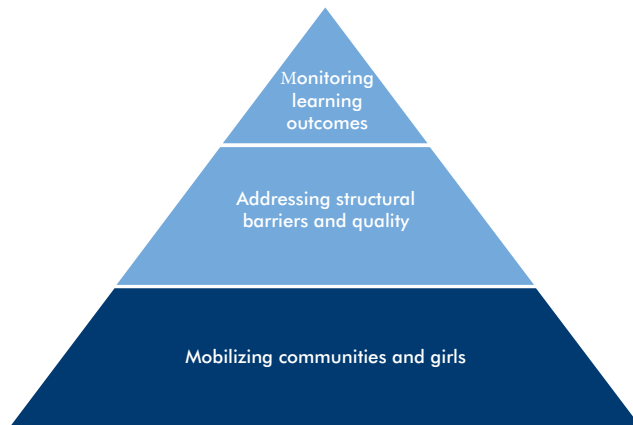 Monitoring
learning
outcomes
Addressing structural
barriers and quality
Mobilizing communities and girls